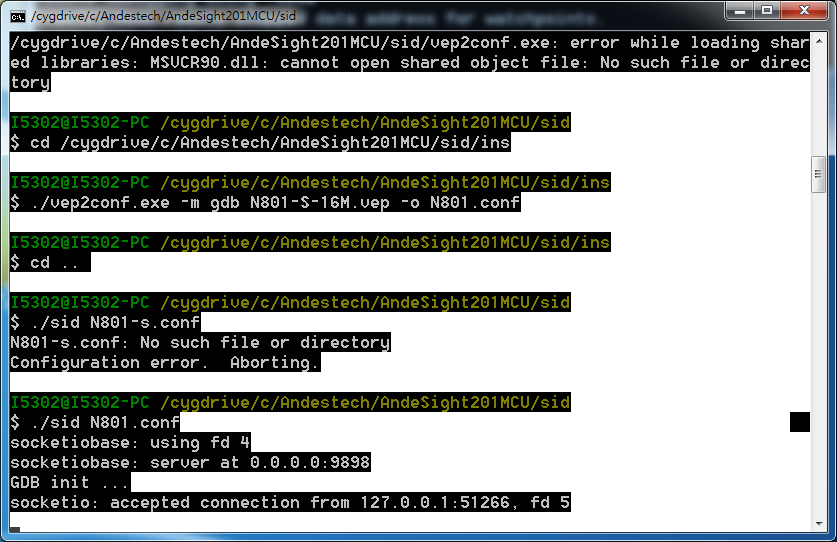 data address for watchpoints.
/cygdrive/c/Andestech/AndeSight201MCU/sid
/cygdrive/c/Andestech/AndeSight201MCU/sid/vep2conf.exe: error while loading shar
ed libraries: MSVCR90.dll: cannot open shared object file: No such file or direc
tory
I5302@I5302-PC /cygdrive/c/Andestech/AndeSight201MCU/sid
$ cd /cygdrive/c/Andestech/AndeSight201MCU/sid/ins
I5302@I5302-PC /cygdrive/c/Andestech/AndeSight201MCU/sid/ins
$ ./vep2conf.exe -m gdb N801-S-16M.vep -o N801.conf
I5302@I5302-PC /cygdrive/c/Andestech/AndeSight201MCU/sid/ins
$ cd ..
I5302@I5302-PC /cygdrive/c/Andestech/AndeSight201MCU/sid
$ ./sid N801-s.conf
N801-s.conf: No such file or directory
Configuration error.  Aborting.
I5302@I5302-PC /cygdrive/c/Andestech/AndeSight201MCU/sid
$ ./sid N801.conf
socketiobase: using fd 4
socketiobase: server at 0.0.0.0:9898
GDB init ...
socketio: accepted connection from 127.0.0.1:51266, fd 5